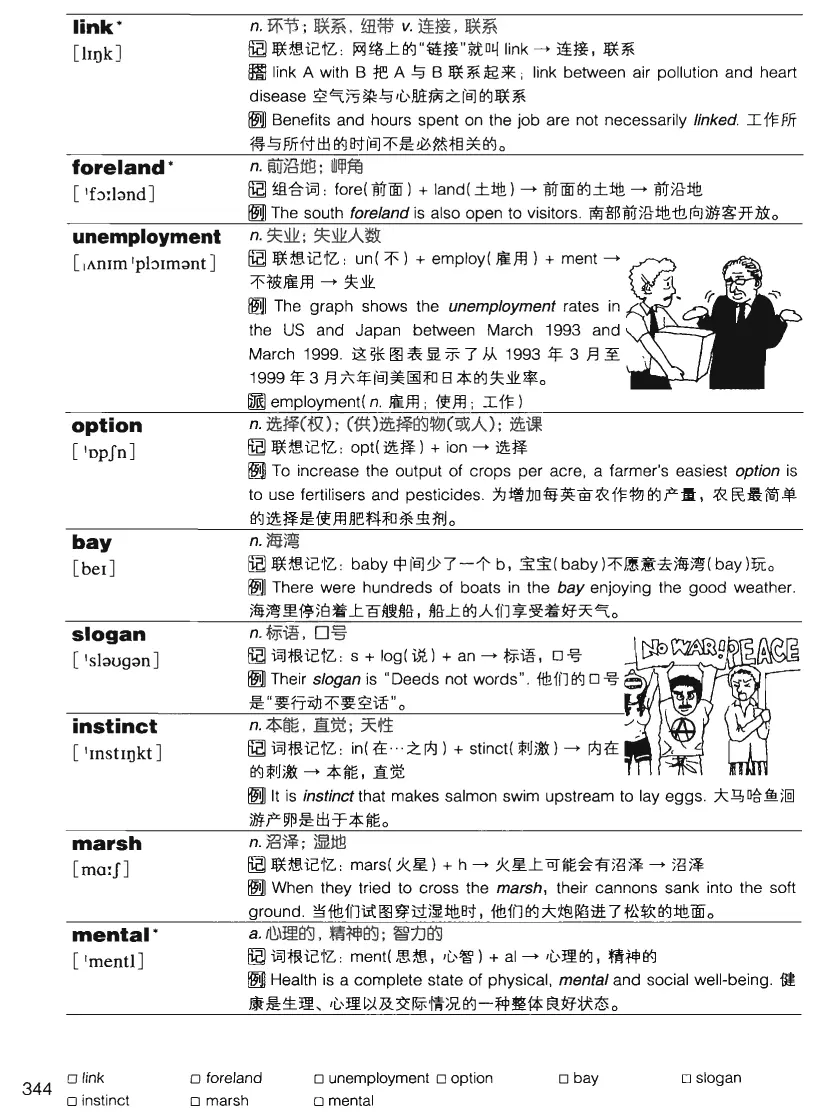 link*
n. 环节；联系，纽带 v. 连接，联系
[lɪŋk]
记 联想记忆：网络上的“链接”就叫 link → 连接，联系
搭 link A with B 把 A 与 B 联系起来；link between air pollution and heart
disease 空气污染与心脏病之间的联系
例 Benefits and hours spent on the job are not necessarily linked. 工作所
得与所付出的时间不是必然相关的。
foreland*
n. 前沿地；岬角
[ˈfɔːlənd]
记 组合词：fore(前面) + land(土地) → 前面的土地 → 前沿地
例 The south foreland is also open to visitors. 南部前沿地也向游客开放。
unemployment
n. 失业；失业人数
[ˌʌnɪmˈplɔɪmənt]
记 联想记忆：un(不) + employ(雇用) + ment →
不被雇用 → 失业
例 The graph shows the unemployment rates in
the US and Japan between March 1993 and
March 1999. 这张图表显示了从 1993 年 3 月至
1999 年 3 月六年间美国和日本的失业率。
派 employment(n. 雇用；使用；工作)
option
n. 选择(权)；(供)选择的物(或人)；选课
[ˈɒpʃn]
记 联想记忆：opt(选择) + ion → 选择
例 To increase the output of crops per acre, a farmer's easiest option is
to use fertilisers and pesticides. 为增加每英亩农作物的产量，农民最简单
的选择是使用肥料和杀虫剂。
bay
n. 海湾
[beɪ]
记 联想记忆：baby 中间少了一个 b，宝宝(baby)不愿意去海湾(bay)玩。
例 There were hundreds of boats in the bay enjoying the good weather.
海湾里停泊着上百艘船，船上的人们享受着好天气。
slogan
n. 标语，口号
[ˈsləʊgən]
记 词根记忆：s + log(说) + an → 标语，口号
例 Their slogan is “Deeds not words”. 他们的口号
是“要行动不要空话”。
NO WAR!
PEACE
instinct
n. 本能，直觉；天性
[ˈɪnstɪŋkt]
记 词根记忆：in(在…之内) + stinct(刺激) → 内在
的刺激 → 本能，直觉
例 It is instinct that makes salmon swim upstream to lay eggs. 大马哈鱼洄
游产卵是出于本能。
marsh
n. 沼泽；湿地
[mɑːʃ]
记 联想记忆：mars(火星) + h → 火星上可能会有沼泽 → 沼泽
例 When they tried to cross the marsh, their cannons sank into the soft
ground. 当他们试图穿过湿地时，他们的大炮陷进了松软的地面。
mental*
a. 心理的，精神的；智力的
[ˈmentl]
记 词根记忆：ment(思想，心智) + al → 心理的，精神的
例 Health is a complete state of physical, mental and social well-being. 健
康是生理、心理以及交际情况的一种整体良好状态。
344
□ link □ foreland □ unemployment □ option □ bay □ slogan
□ instinct □ marsh □ mental